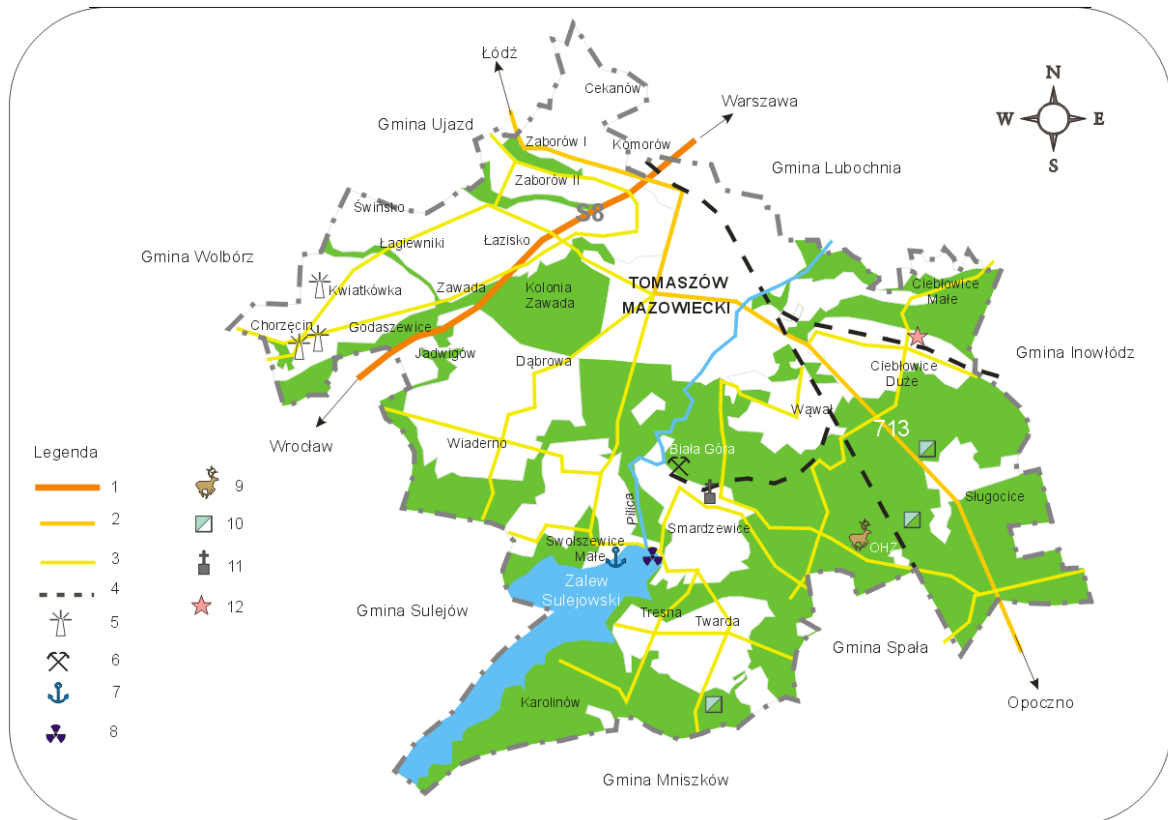 Łódź
Cekanów
Warszawa
N
W
E
S
Gmina Ujazd
Zaborów I
Komorów
Gmina Lubochnia
Zaborów II
Świńsko
S8
Łagiewniki
Łazisko
Gmina Wolbórz
TOMASZÓW
MAZOWIECKI
Ciebłowice
Małe
Kwiatkówka
Zawada
Kolonia
Zawada
Chorzęcin
Godaszewice
Jadwigów
Dąbrowa
Gmina Inowłódz
Ciebłowice
Duże
Wąwał
713
Wrocław
Wiaderno
Biała Góra
Legenda
1
2
3
4
5
6
7
8
9
10
11
12
Sługocice
Pilica
Smardzewice
OHZ
Swolszewice
Małe
Zalew
Sulejowski
Gmina Sulejów
Tresna
Twarda
Gmina Spała
Karolinów
Opoczno
Gmina Mniszków